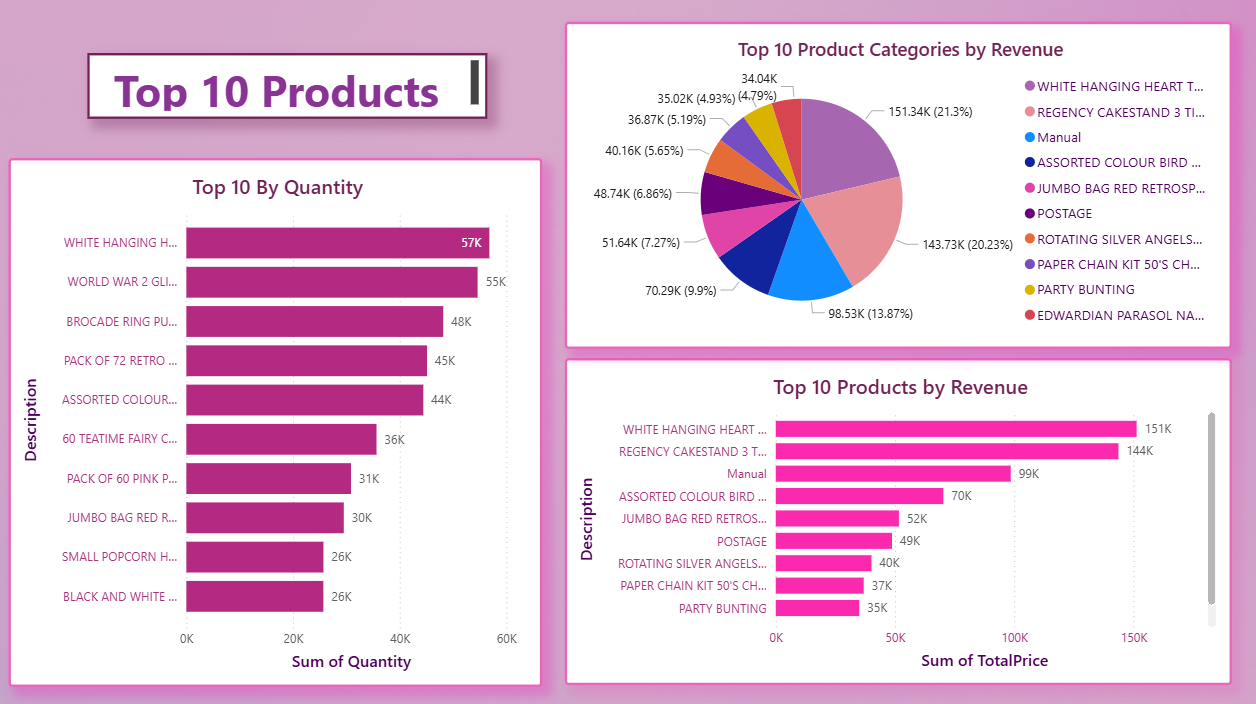 Top 10 Products
Top 10 By Quantity
Description
WHITE HANGING H...
57K
WORLD WAR 2 GLI...
55K
BROCADE RING PU...
48K
PACK OF 72 RETRO ...
45K
ASSORTED COLOUR...
44K
60 TEATIME FAIRY C...
36K
PACK OF 60 PINK P...
31K
JUMBO BAG RED R...
30K
SMALL POPCORN H...
26K
BLACK AND WHITE ...
26K
0K 20K 40K 60K
Sum of Quantity
Top 10 Product Categories by Revenue
151.34K (21.3%)
143.73K (20.23%)
98.53K (13.87%)
70.29K (9.9%)
51.64K (7.27%)
48.74K (6.86%)
40.16K (5.65%)
36.87K (5.19%)
35.02K (4.93%)
34.04K
(4.79%)
WHITE HANGING HEART T...
REGENCY CAKESTAND 3 TI...
Manual
ASSORTED COLOUR BIRD ...
JUMBO BAG RED RETROSP...
POSTAGE
ROTATING SILVER ANGELS...
PAPER CHAIN KIT 50'S CH...
PARTY BUNTING
EDWARDIAN PARASOL NA...
Top 10 Products by Revenue
Description
WHITE HANGING HEART ...
151K
REGENCY CAKESTAND 3 T...
144K
Manual
99K
ASSORTED COLOUR BIRD ...
70K
JUMBO BAG RED RETROS...
52K
POSTAGE
49K
ROTATING SILVER ANGELS...
40K
PAPER CHAIN KIT 50'S CH...
37K
PARTY BUNTING
35K
0K 50K 100K 150K
Sum of TotalPrice